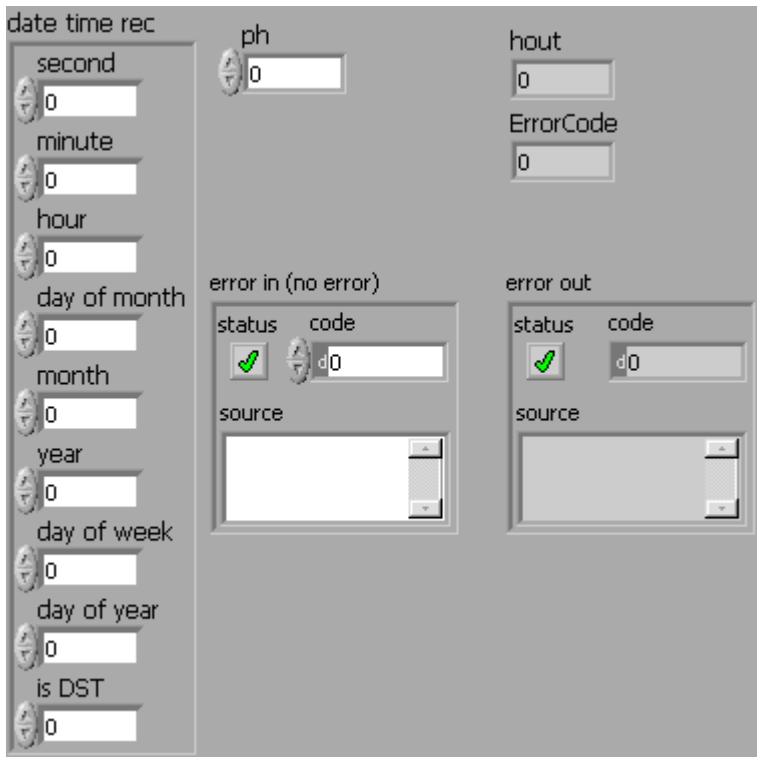 date time rec
second
0
minute
0
hour
0
day of month
0
month
0
year
0
day of week
0
day of year
0
is DST
0
ph
0
hout
0
ErrorCode
0
error in (no error)
status code
d0
source
error out
status code
d0
source